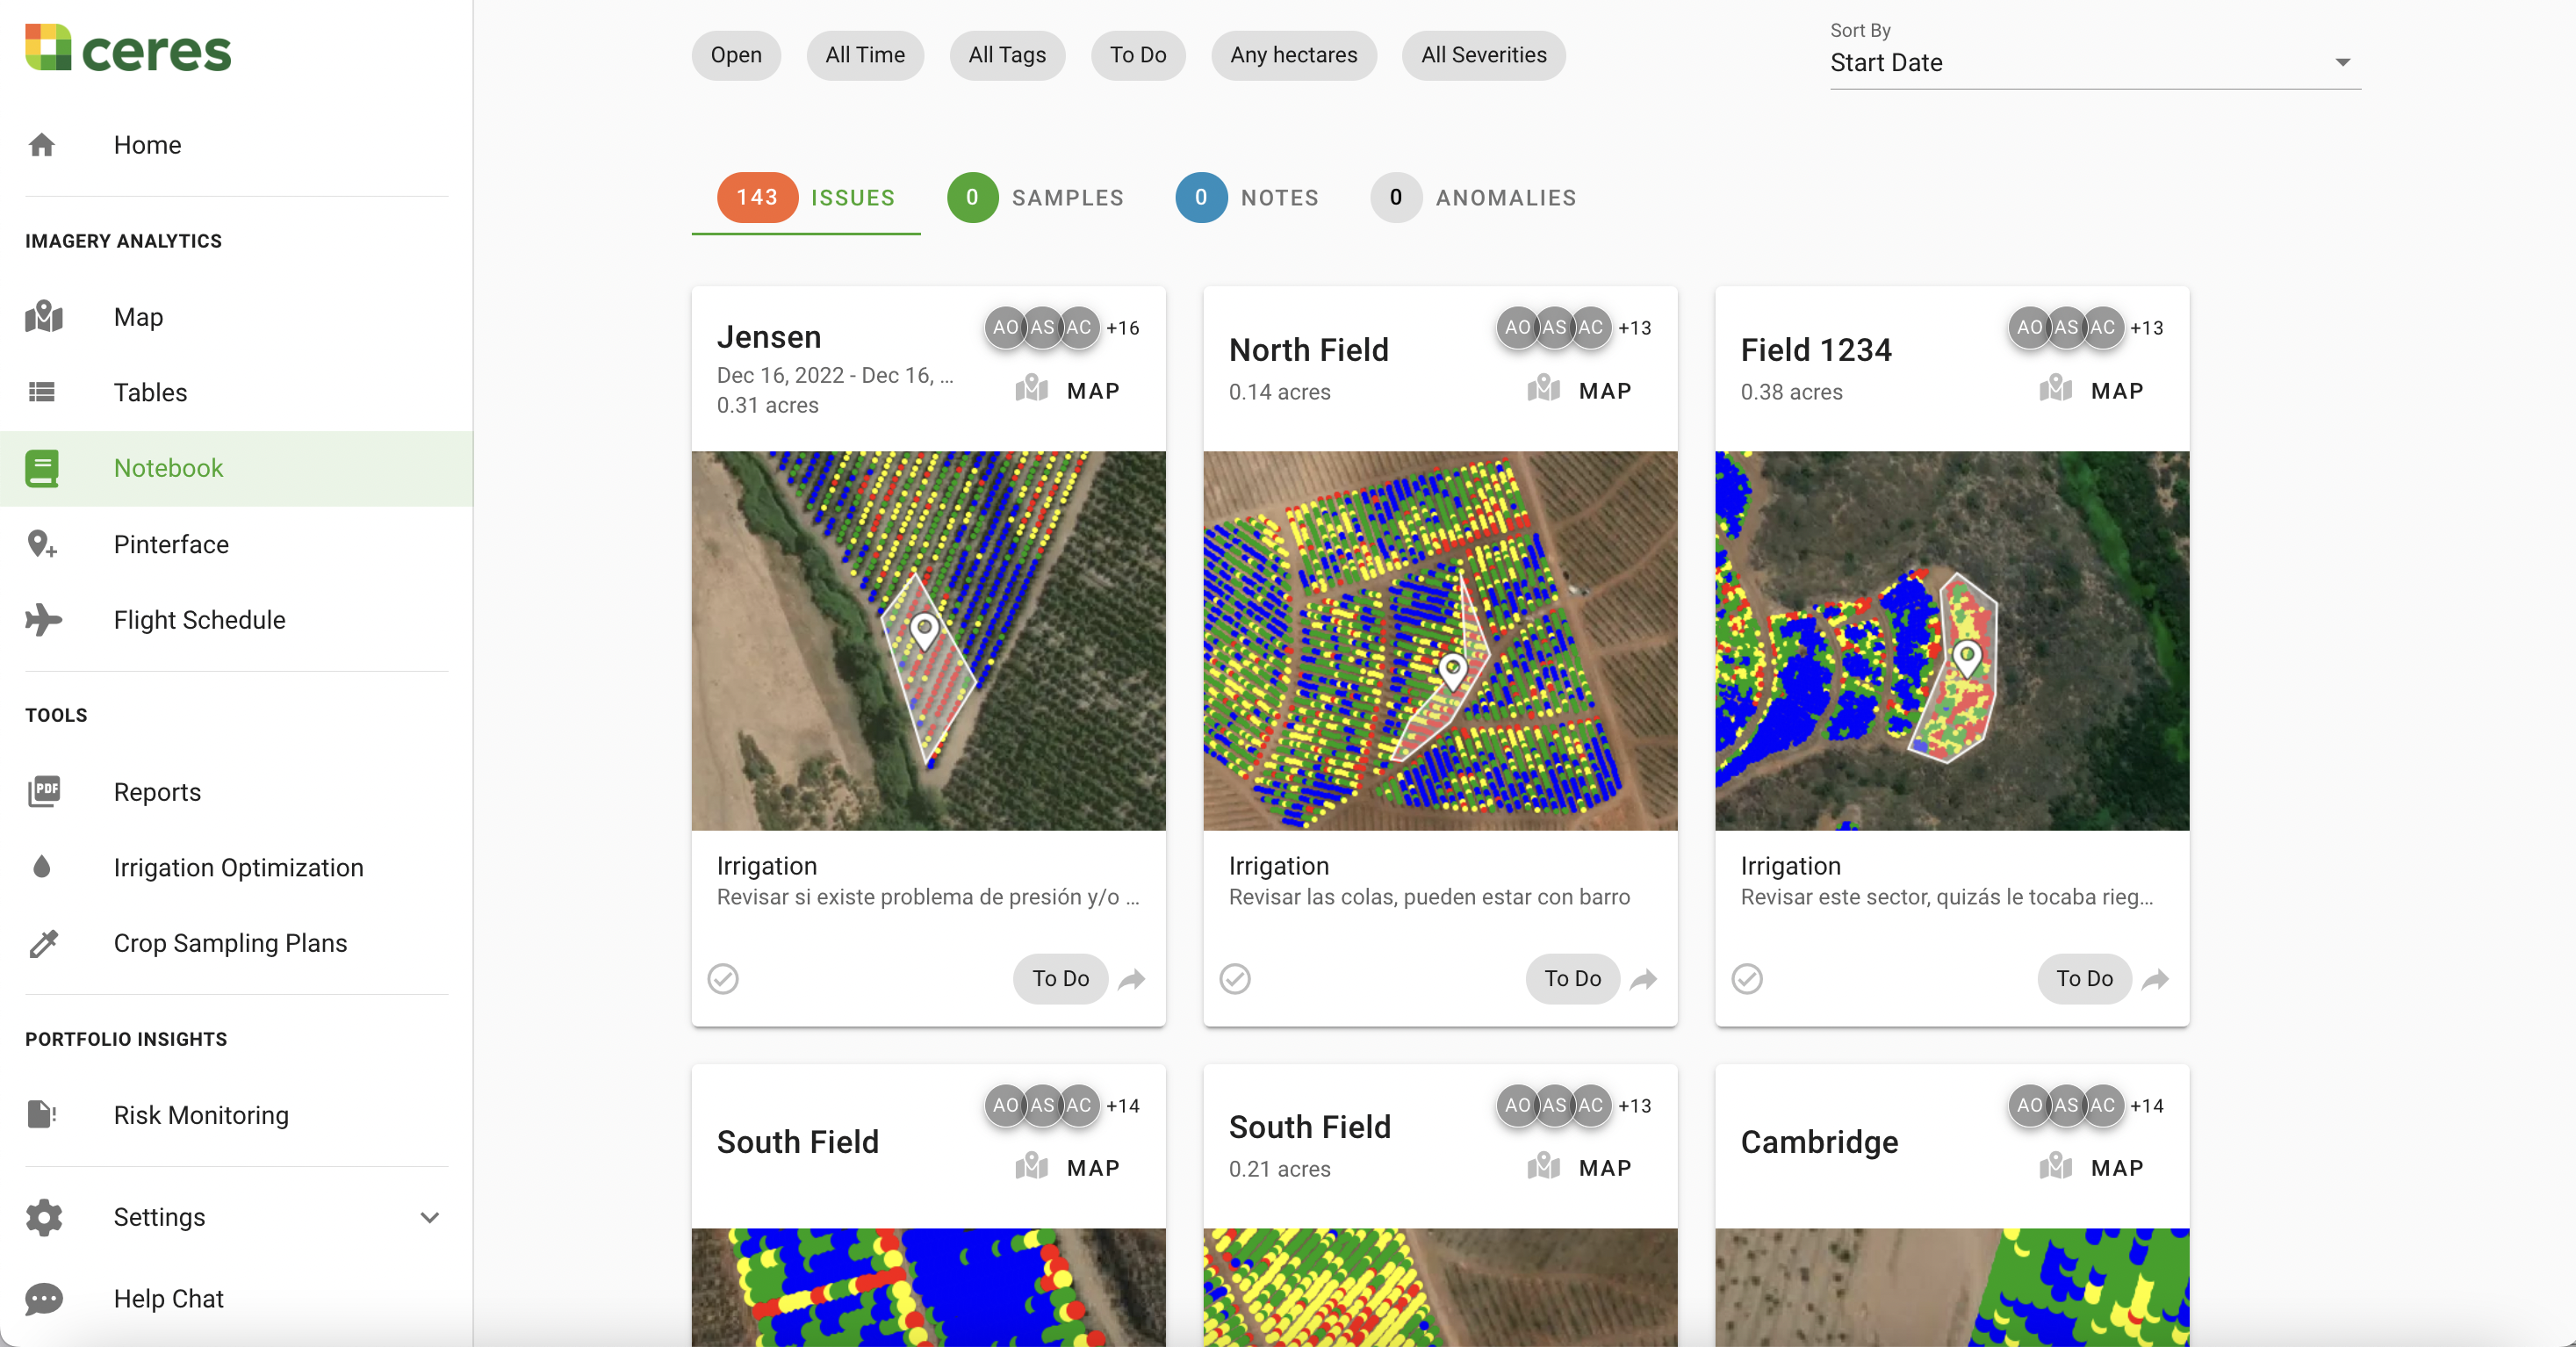 ceres
Home
IMAGERY ANALYTICS
Map
Tables
Notebook
Pinterface
Flight Schedule
TOOLS
PDF
Reports
Irrigation Optimization
Crop Sampling Plans
PORTFOLIO INSIGHTS
Risk Monitoring
Settings
Help Chat
Open
All Time
All Tags
To Do
Any hectares
All Severities
Sort By
Start Date
143 ISSUES
0 SAMPLES
0 NOTES
0 ANOMALIES
Jensen
Dec 16, 2022 - Dec 16, ...
0.31 acres
AO AS AC +16
MAP
Irrigation
Revisar si existe problema de presión y/o ...
To Do
North Field
0.14 acres
AO AS AC +13
MAP
Irrigation
Revisar las colas, pueden estar con barro
To Do
Field 1234
0.38 acres
AO AS AC +13
MAP
Irrigation
Revisar este sector, quizás le tocaba rieg...
To Do
South Field
AO AS AC +14
MAP
South Field
0.21 acres
AO AS AC +13
MAP
Cambridge
AO AS AC +14
MAP